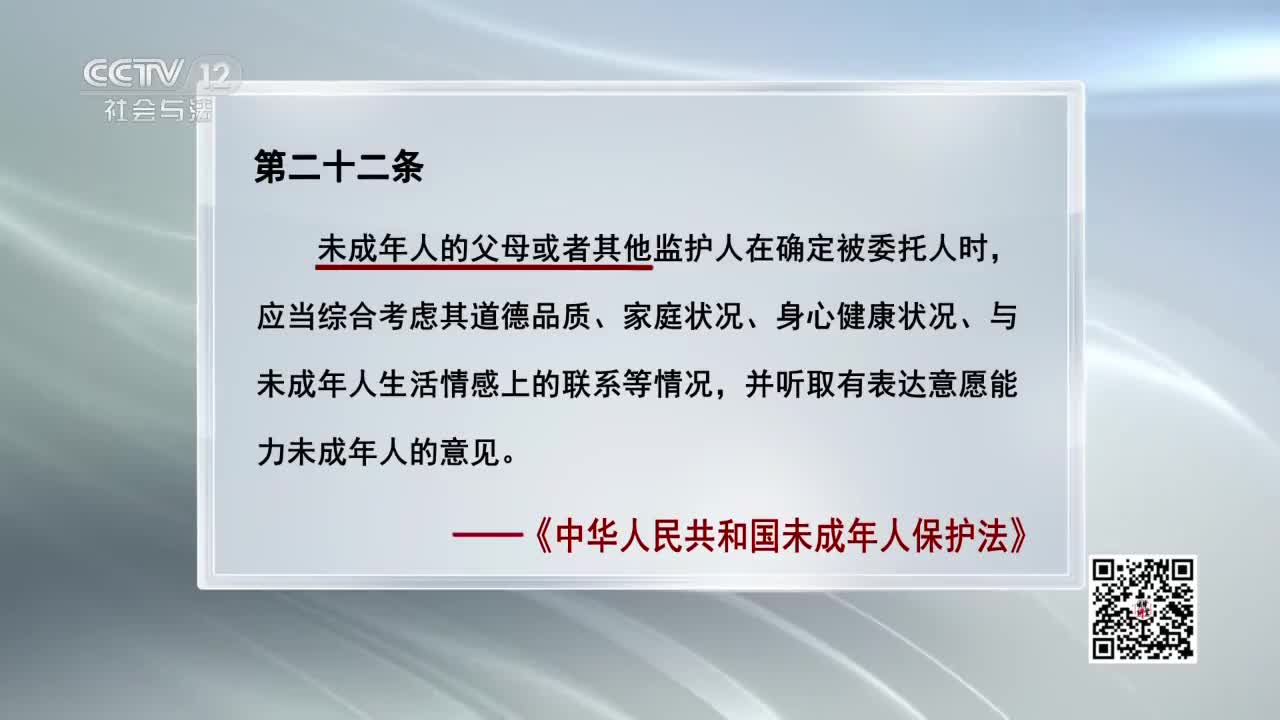 CCTV 12
社会与法
第二十二条
未成年人的父母或者其他监护人在确定被委托人时，
应当综合考虑其道德品质、家庭状况、身心健康状况、与
未成年人生活情感上的联系等情况，并听取有表达意愿能
力未成年人的意见。
——《中华人民共和国未成年人保护法》